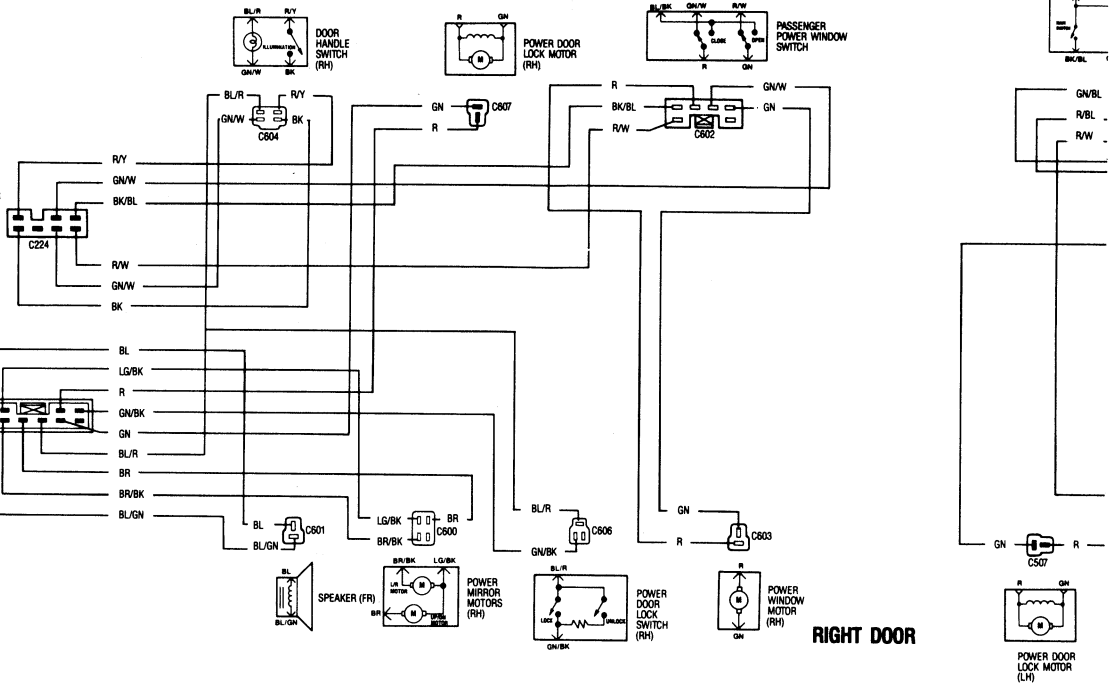 BL/R R/Y
ILLUMINATION
GN/W BK
DOOR
HANDLE
SWITCH
(RH)
R GN
M
POWER DOOR
LOCK MOTOR
(RH)
BL/BK GN/W R/W
CLOSE OPEN
R GN
PASSENGER
POWER WINDOW
SWITCH
BK/BL
BL/R R/Y
GN/W BK
C604
GN
R
C607
R GN/W
BK/BL GN
R/W
C602
GN/BL
R/BL
R/W
R/Y
GN/W
BK/BL
C224
R/W
GN/W
BK
BL
LG/BK
R
GN/BK
GN
BL/R
BR
BR/BK
BL/GN
BL
BL/GN
C601
LG/BK BR
BR/BK
C600
BL/R
GN/BK
C606
GN
R
C603
GN R
C507
BL
BL/GN
SPEAKER (FR)
BR/BK LG/BK
L/R
MOTOR
M
BR
M
MOTOR
POWER
MIRROR
MOTORS
(RH)
BL/R
LOCK UNLOCK
GN/BK
POWER
DOOR
LOCK
SWITCH
(RH)
R
M
GN
POWER
WINDOW
MOTOR
(RH)
RIGHT DOOR
R GN
M
POWER DOOR
LOCK MOTOR
(LH)